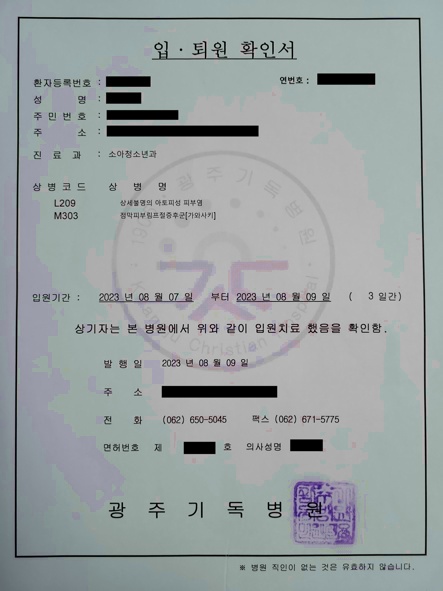 입 · 퇴원 확인서
환자등록번호 :
연번호 :
성 명 :
주 민 번 호 :
주 소 :
진 료 과 : 소아청소년과
상 병 코 드 상 병 명
L209 상세불명의 아토피성 피부염
M303 점막피부림프절증후군[가와사키]
입원기간 : 2023 년 08 월 07 일 부터 2023 년 08 월 09 일 ( 3 일간)
상기자는 본 병원에서 위와 같이 입원치료 했음을 확인함.
발 행 일 2023 년 08 월 09 일
주 소
전 화 (062) 650-5045 팩스 (062) 671-5775
면허번호 제 호 의사성명
광 주 기 독 병 원
※ 병원 직인이 없는 것은 유효하지 않습니다.
광주기독병원
Christian Hospital